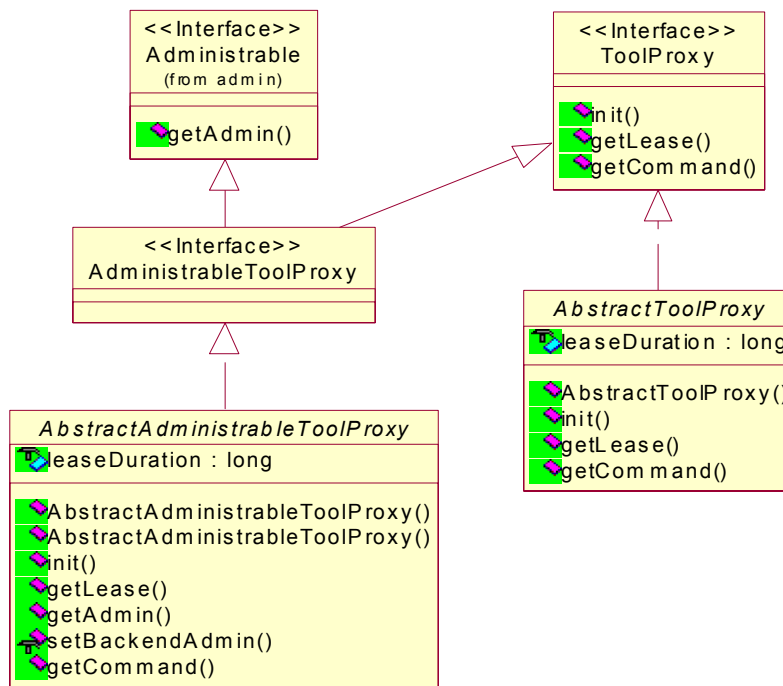 <<Interface>>
Administrable
(from admin)
getAdmin()
<<Interface>>
ToolProxy
init()
getLease()
getCommand()
<<Interface>>
AdministrableToolProxy
AbstractToolProxy
leaseDuration : long
AbstractToolProxy()
init()
getLease()
getCommand()
AbstractAdministrableToolProxy
leaseDuration : long
AbstractAdministrableToolProxy()
AbstractAdministrableToolProxy()
init()
getLease()
getAdmin()
setBackendAdmin()
getCommand()